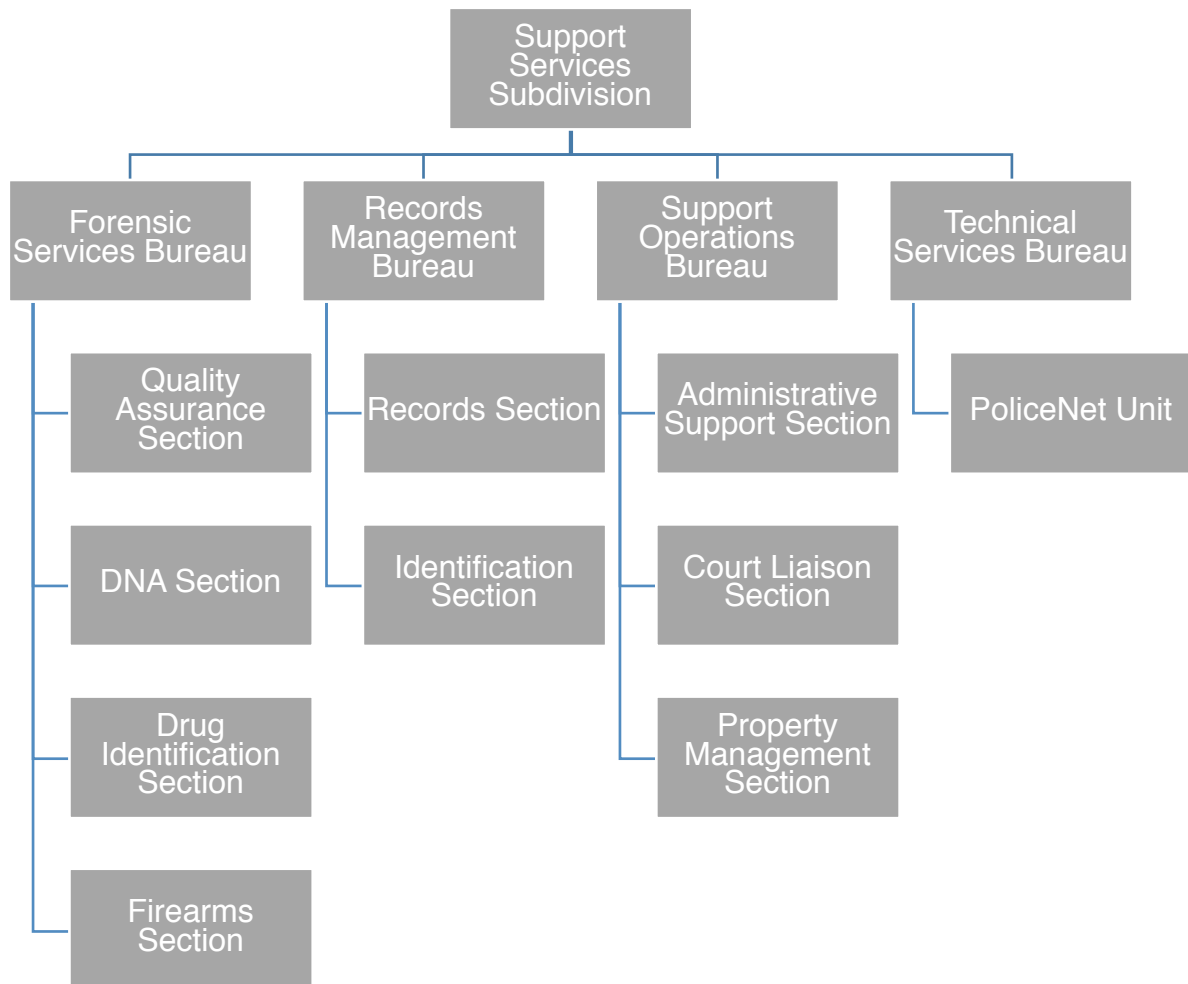 Support
Services
Subdivision
Forensic
Services Bureau
Records
Management
Bureau
Support
Operations
Bureau
Technical
Services Bureau
Quality
Assurance
Section
Records Section
Administrative
Support Section
PoliceNet Unit
DNA Section
Identification
Section
Court Liaison
Section
Drug
Identification
Section
Property
Management
Section
Firearms
Section